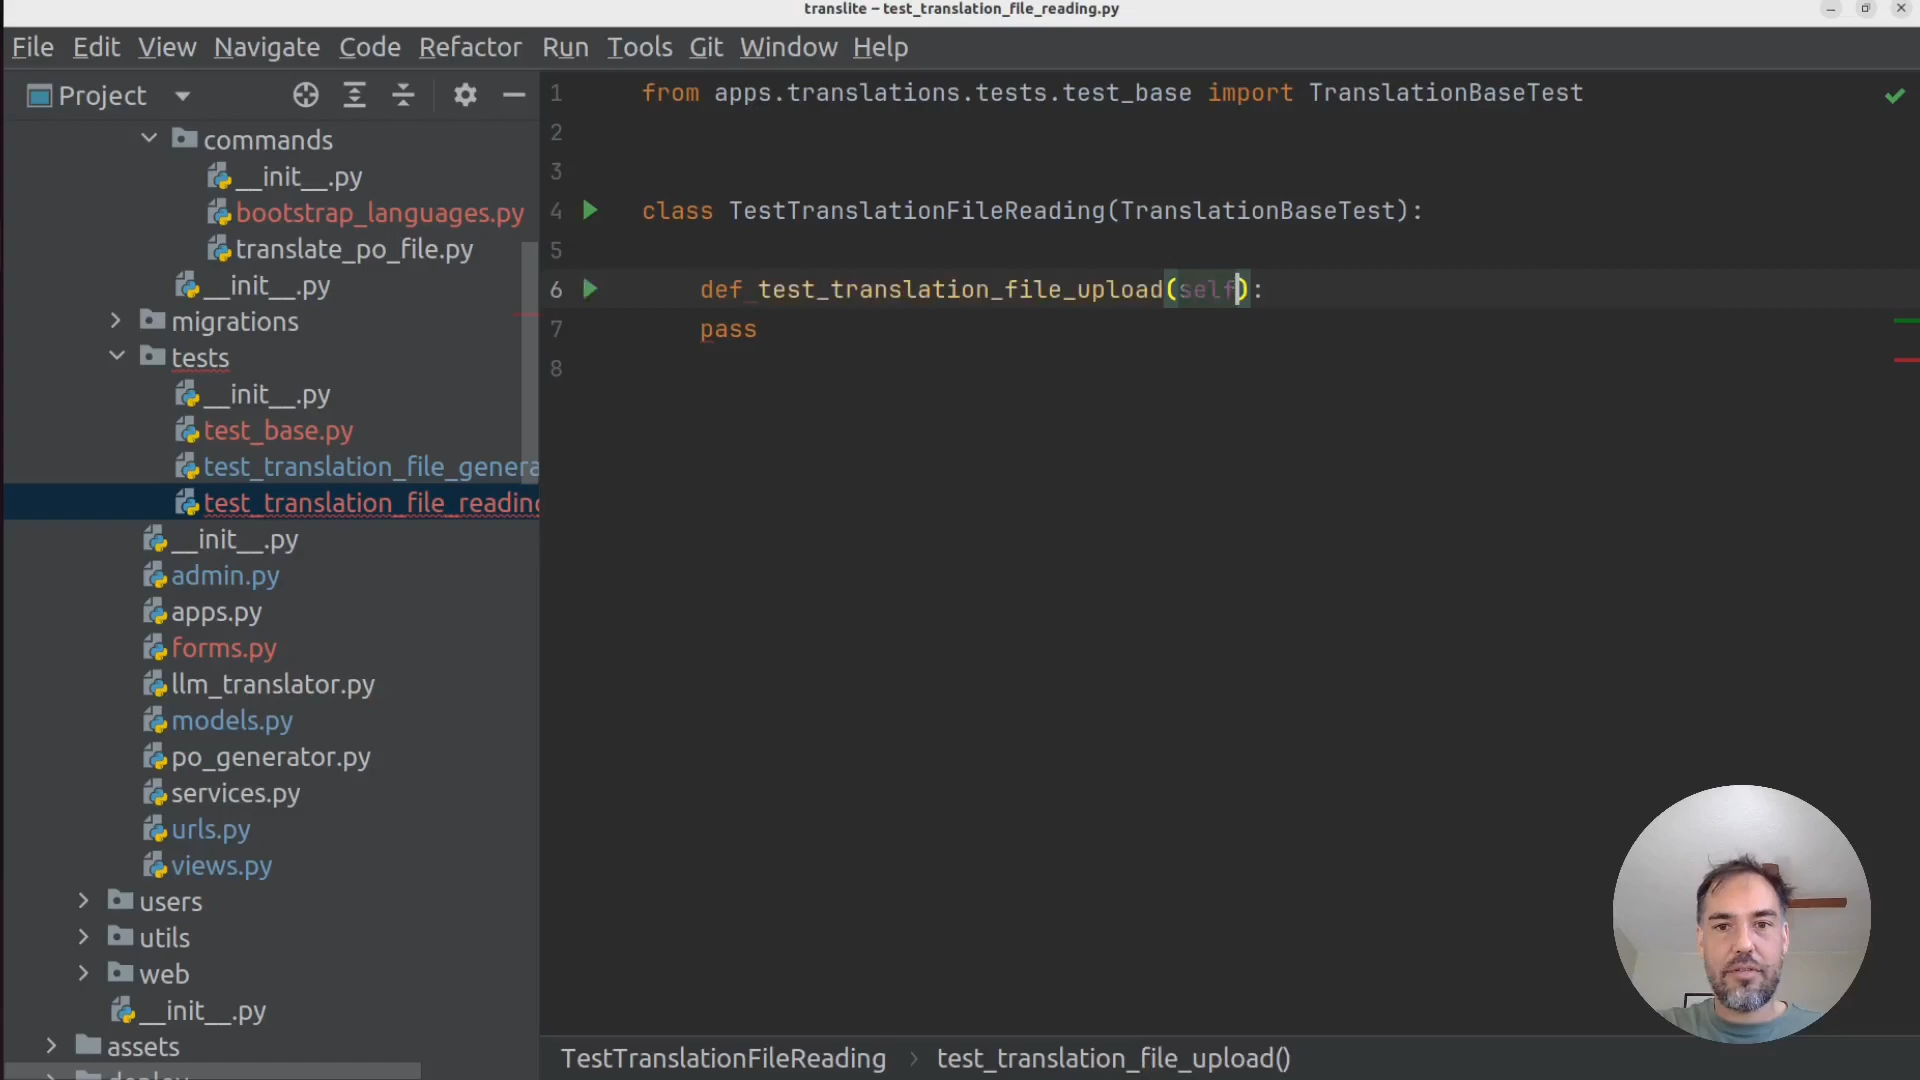 translite – test_translation_file_reading.py
File Edit View Navigate Code Refactor Run Tools Git Window Help
Project
commands
__init__.py
bootstrap_languages.py
translate_po_file.py
__init__.py
migrations
tests
__init__.py
test_base.py
test_translation_file_genera
test_translation_file_reading
__init__.py
admin.py
apps.py
forms.py
llm_translator.py
models.py
po_generator.py
services.py
urls.py
views.py
users
utils
web
__init__.py
assets
deploy
1 from apps.translations.tests.test_base import TranslationBaseTest
2
3
4 class TestTranslationFileReading(TranslationBaseTest):
5
6 def test_translation_file_upload(self):
7 pass
8
TestTranslationFileReading > test_translation_file_upload()